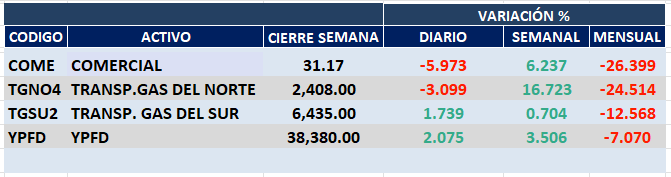 VARIACIÓN %
CODIGO ACTIVO CIERRE SEMANA DIARIO SEMANAL MENSUAL
COME COMERCIAL 31.17 -5.973 6.237 -26.399
TGNO4 TRANSP.GAS DEL NORTE 2,408.00 -3.099 16.723 -24.514
TGSU2 TRANSP. GAS DEL SUR 6,435.00 1.739 0.704 -12.568
YPFD YPFD 38,380.00 2.075 3.506 -7.070